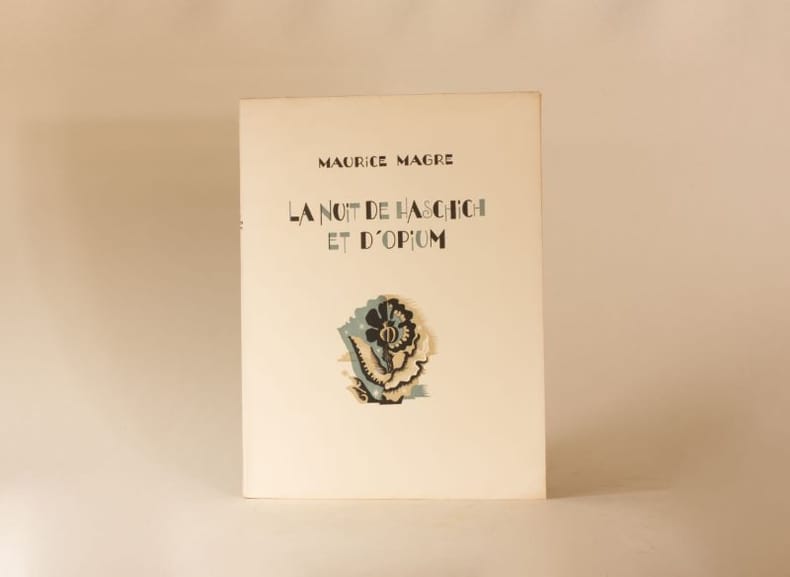 MAURiCE MAGRE
LA NUiT DE HASCHiCH
ET D'OPiUM